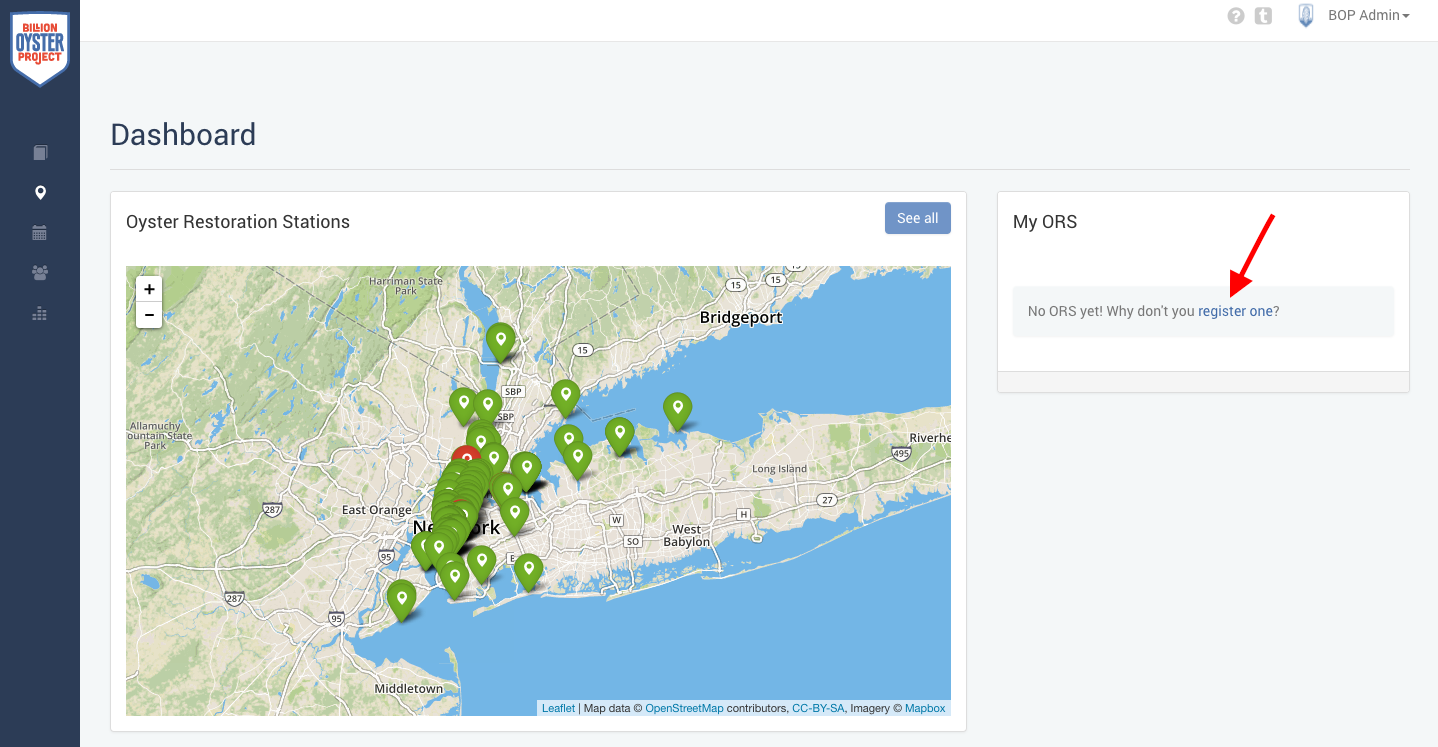 BILLION
OYSTER
PROJECT
?
t
BOP Admin
Dashboard
Oyster Restoration Stations
See all
My ORS
No ORS yet! Why don't you register one?
+
−
Harriman State
Park
15
15
15
Bridgeport
15
SBP
SBP
Allamuchy
ountain State
Park
Riverhe
495
Long Island
27
287
East Orange
W
H
West
Babylon
SO
95
287
95
Middletown
Leaflet | Map data © OpenStreetMap contributors, CC-BY-SA, Imagery © Mapbox